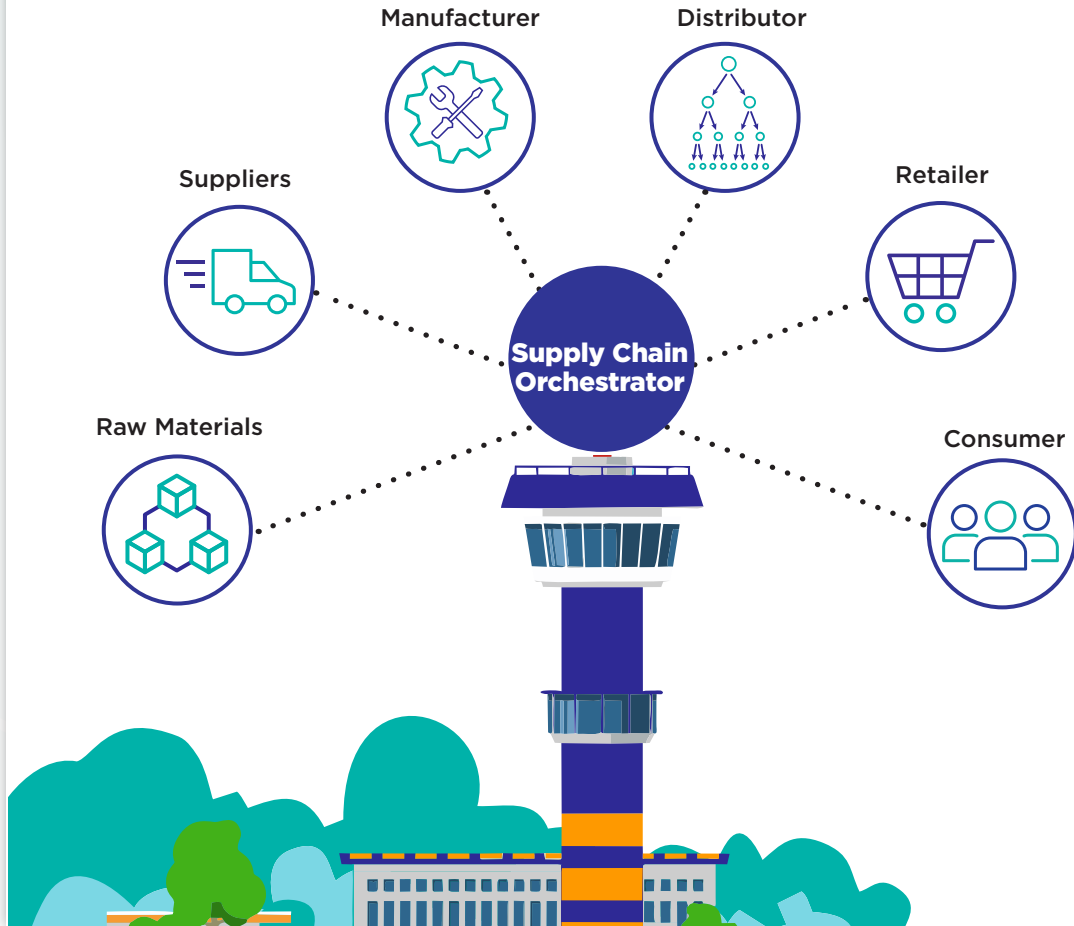 Manufacturer
Distributor
Suppliers
Retailer
Supply Chain
Orchestrator
Raw Materials
Consumer